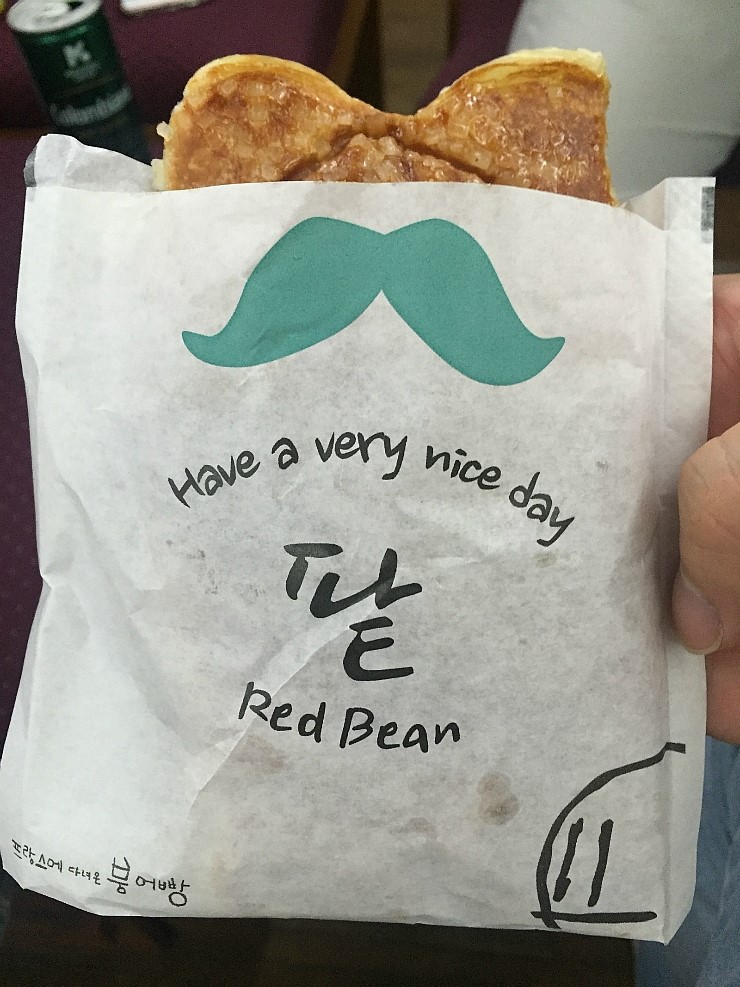 K
Have a very nice day
팥
Red Bean
프랑스에 다녀온 붕어빵